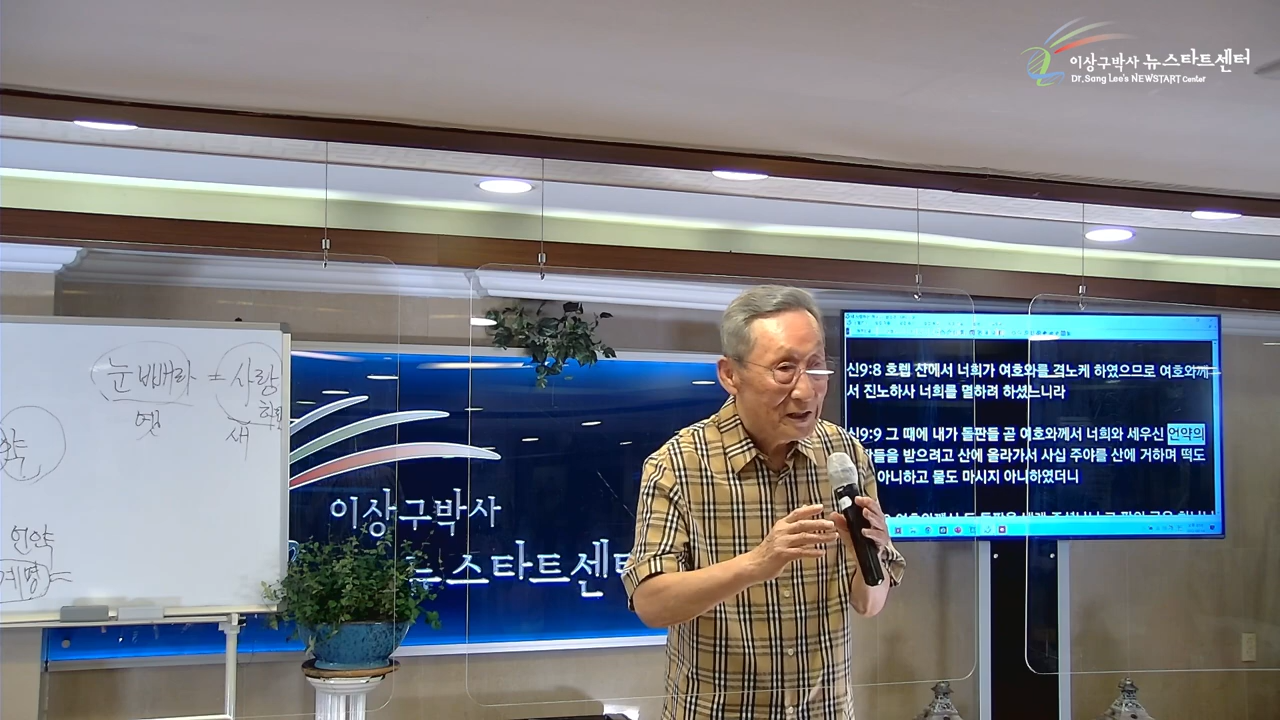 이상구박사 뉴스타트센터
Dr. Sang Lee's NEWSTART Center
눈 빼라 = 사랑
옛
새
약
언약
계명=
이상구박사
뉴스타트센터
신9:8 호렙 산에서 너희가 여호와를 격노케 하였으므로 여호와께
서 진노하사 너희를 멸하려 하셨느니라
신9:9 그 때에 내가 돌판들 곧 여호와께서 너희와 세우신 언약의
들을 받으려고 산에 올라가서 사십 주야를 산에 거하며 떡도
아니하고 물도 마시지 아니하였더니